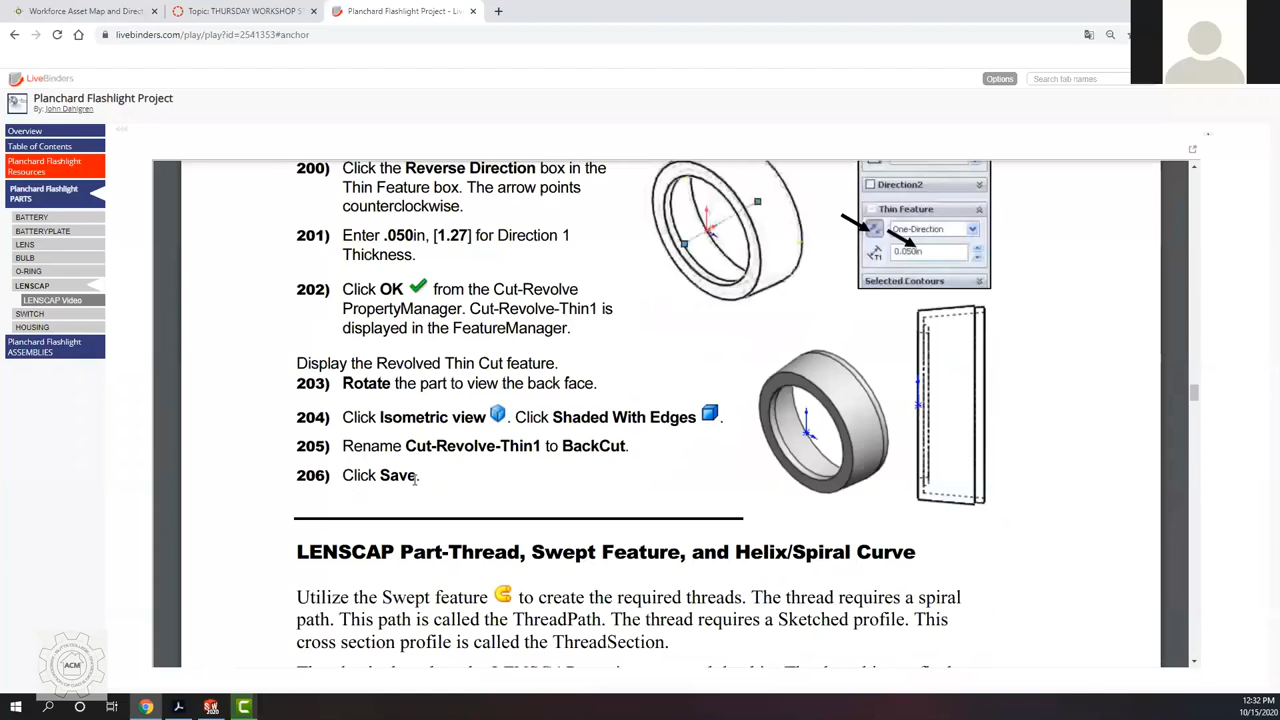 Workforce Asset Map and Direct
Topic: THURSDAY WORKSHOP S
Planchard Flashlight Project - Liv
livebinders.com/play/play?id=2541353#anchor
LiveBinders
Options
Search tab names
Planchard Flashlight Project
By: John Dahlgren
Overview
Table of Contents
Planchard Flashlight
Resources
Planchard Flashlight
PARTS
BATTERY
BATTERYPLATE
LENS
BULB
O-RING
LENSCAP
LENSCAP Video
SWITCH
HOUSING
Planchard Flashlight
ASSEMBLIES
200) Click the Reverse Direction box in the
Thin Feature box. The arrow points
counterclockwise.
201) Enter .050in, [1.27] for Direction 1
Thickness.
202) Click OK from the Cut-Revolve
PropertyManager. Cut-Revolve-Thin1 is
displayed in the FeatureManager.
Direction2
Thin Feature
One-Direction
T1
0.050in
Selected Contours
Display the Revolved Thin Cut feature.
203) Rotate the part to view the back face.
204) Click Isometric view . Click Shaded With Edges .
205) Rename Cut-Revolve-Thin1 to BackCut.
206) Click Save.
LENSCAP Part-Thread, Swept Feature, and Helix/Spiral Curve
Utilize the Swept feature to create the required threads. The thread requires a spiral
path. This path is called the ThreadPath. The thread requires a Sketched profile. This
cross section profile is called the ThreadSection.
ACM
SW
2020
12:32 PM
10/15/2020